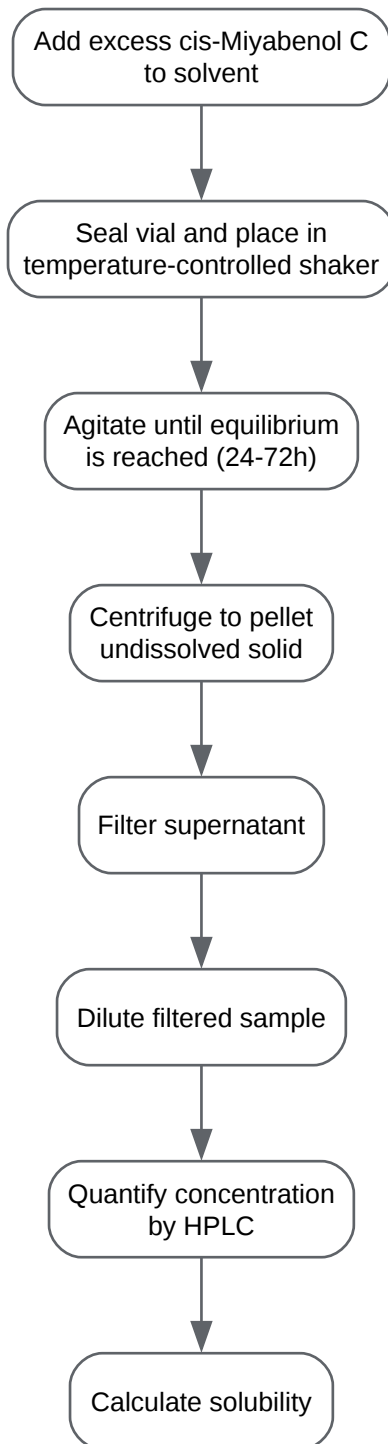 Add excess cis-Miyabenol C
to solvent
Seal vial and place in
temperature-controlled shaker
Agitate until equilibrium
is reached (24-72h)
Centrifuge to pellet
undissolved solid
Filter supernatant
Dilute filtered sample
Quantify concentration
by HPLC
Calculate solubility